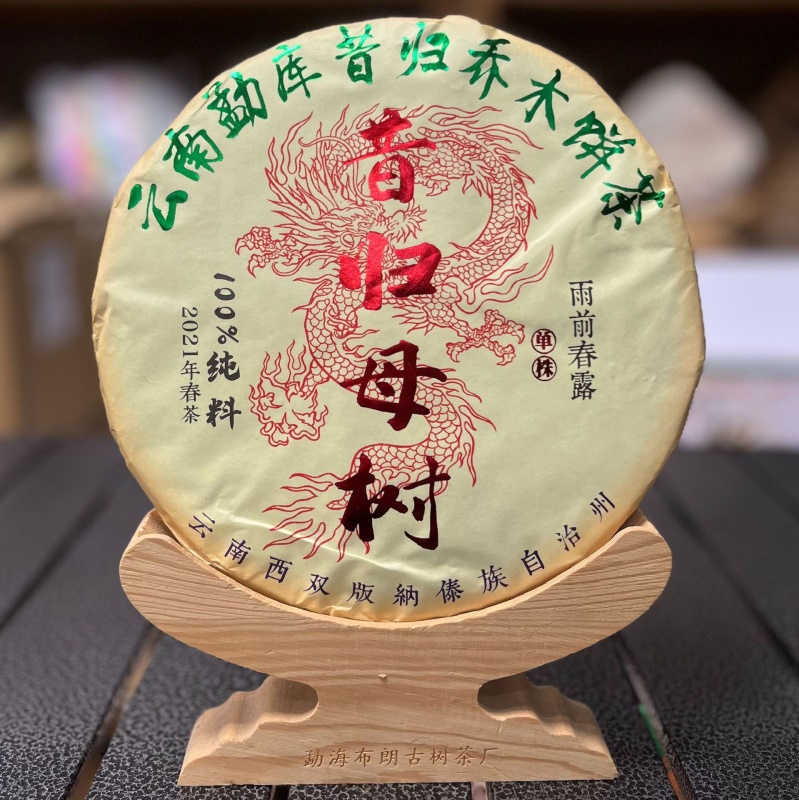 云南勐库昔归乔木饼茶
昔归母树
雨前春露
单株
100%纯料
2021年春茶
云南西双版納傣族自治州
勐海布朗古树茶厂